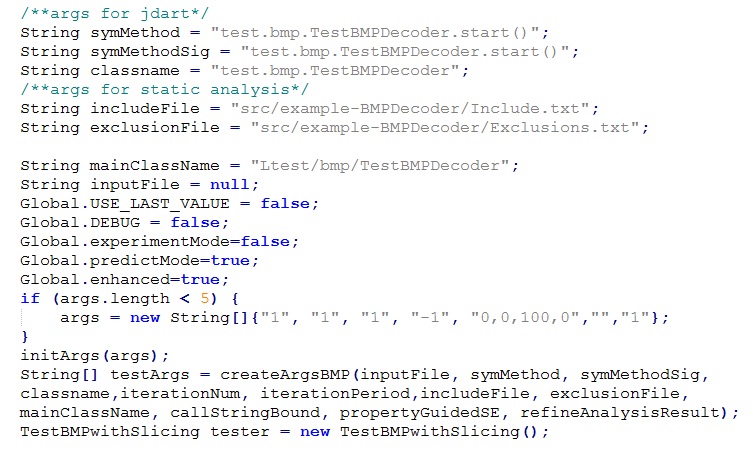 /**args for jdart*/
String symMethod = "test.bmp.TestBMPDecoder.start()";
String symMethodSig = "test.bmp.TestBMPDecoder.start()";
String classname = "test.bmp.TestBMPDecoder";
/**args for static analysis*/
String includeFile = "src/example-BMPDecoder/Include.txt";
String exclusionFile = "src/example-BMPDecoder/Exclusions.txt";
String mainClassName = "Ltest/bmp/TestBMPDecoder";
String inputFile = null;
Global.USE_LAST_VALUE = false;
Global.DEBUG = false;
Global.experimentMode=false;
Global.predictMode=true;
Global.enhanced=true;
if (args.length < 5) {
    args = new String[]{"1", "1", "1", "-1", "0,0,100,0","","1"};
}
initArgs(args);
String[] testArgs = createArgsBMP(inputFile, symMethod, symMethodSig,
classname,iterationNum, iterationPeriod,includeFile, exclusionFile,
mainClassName, callStringBound, propertyGuidedSE, refineAnalysisResult);
TestBMPwithSlicing tester = new TestBMPwithSlicing();